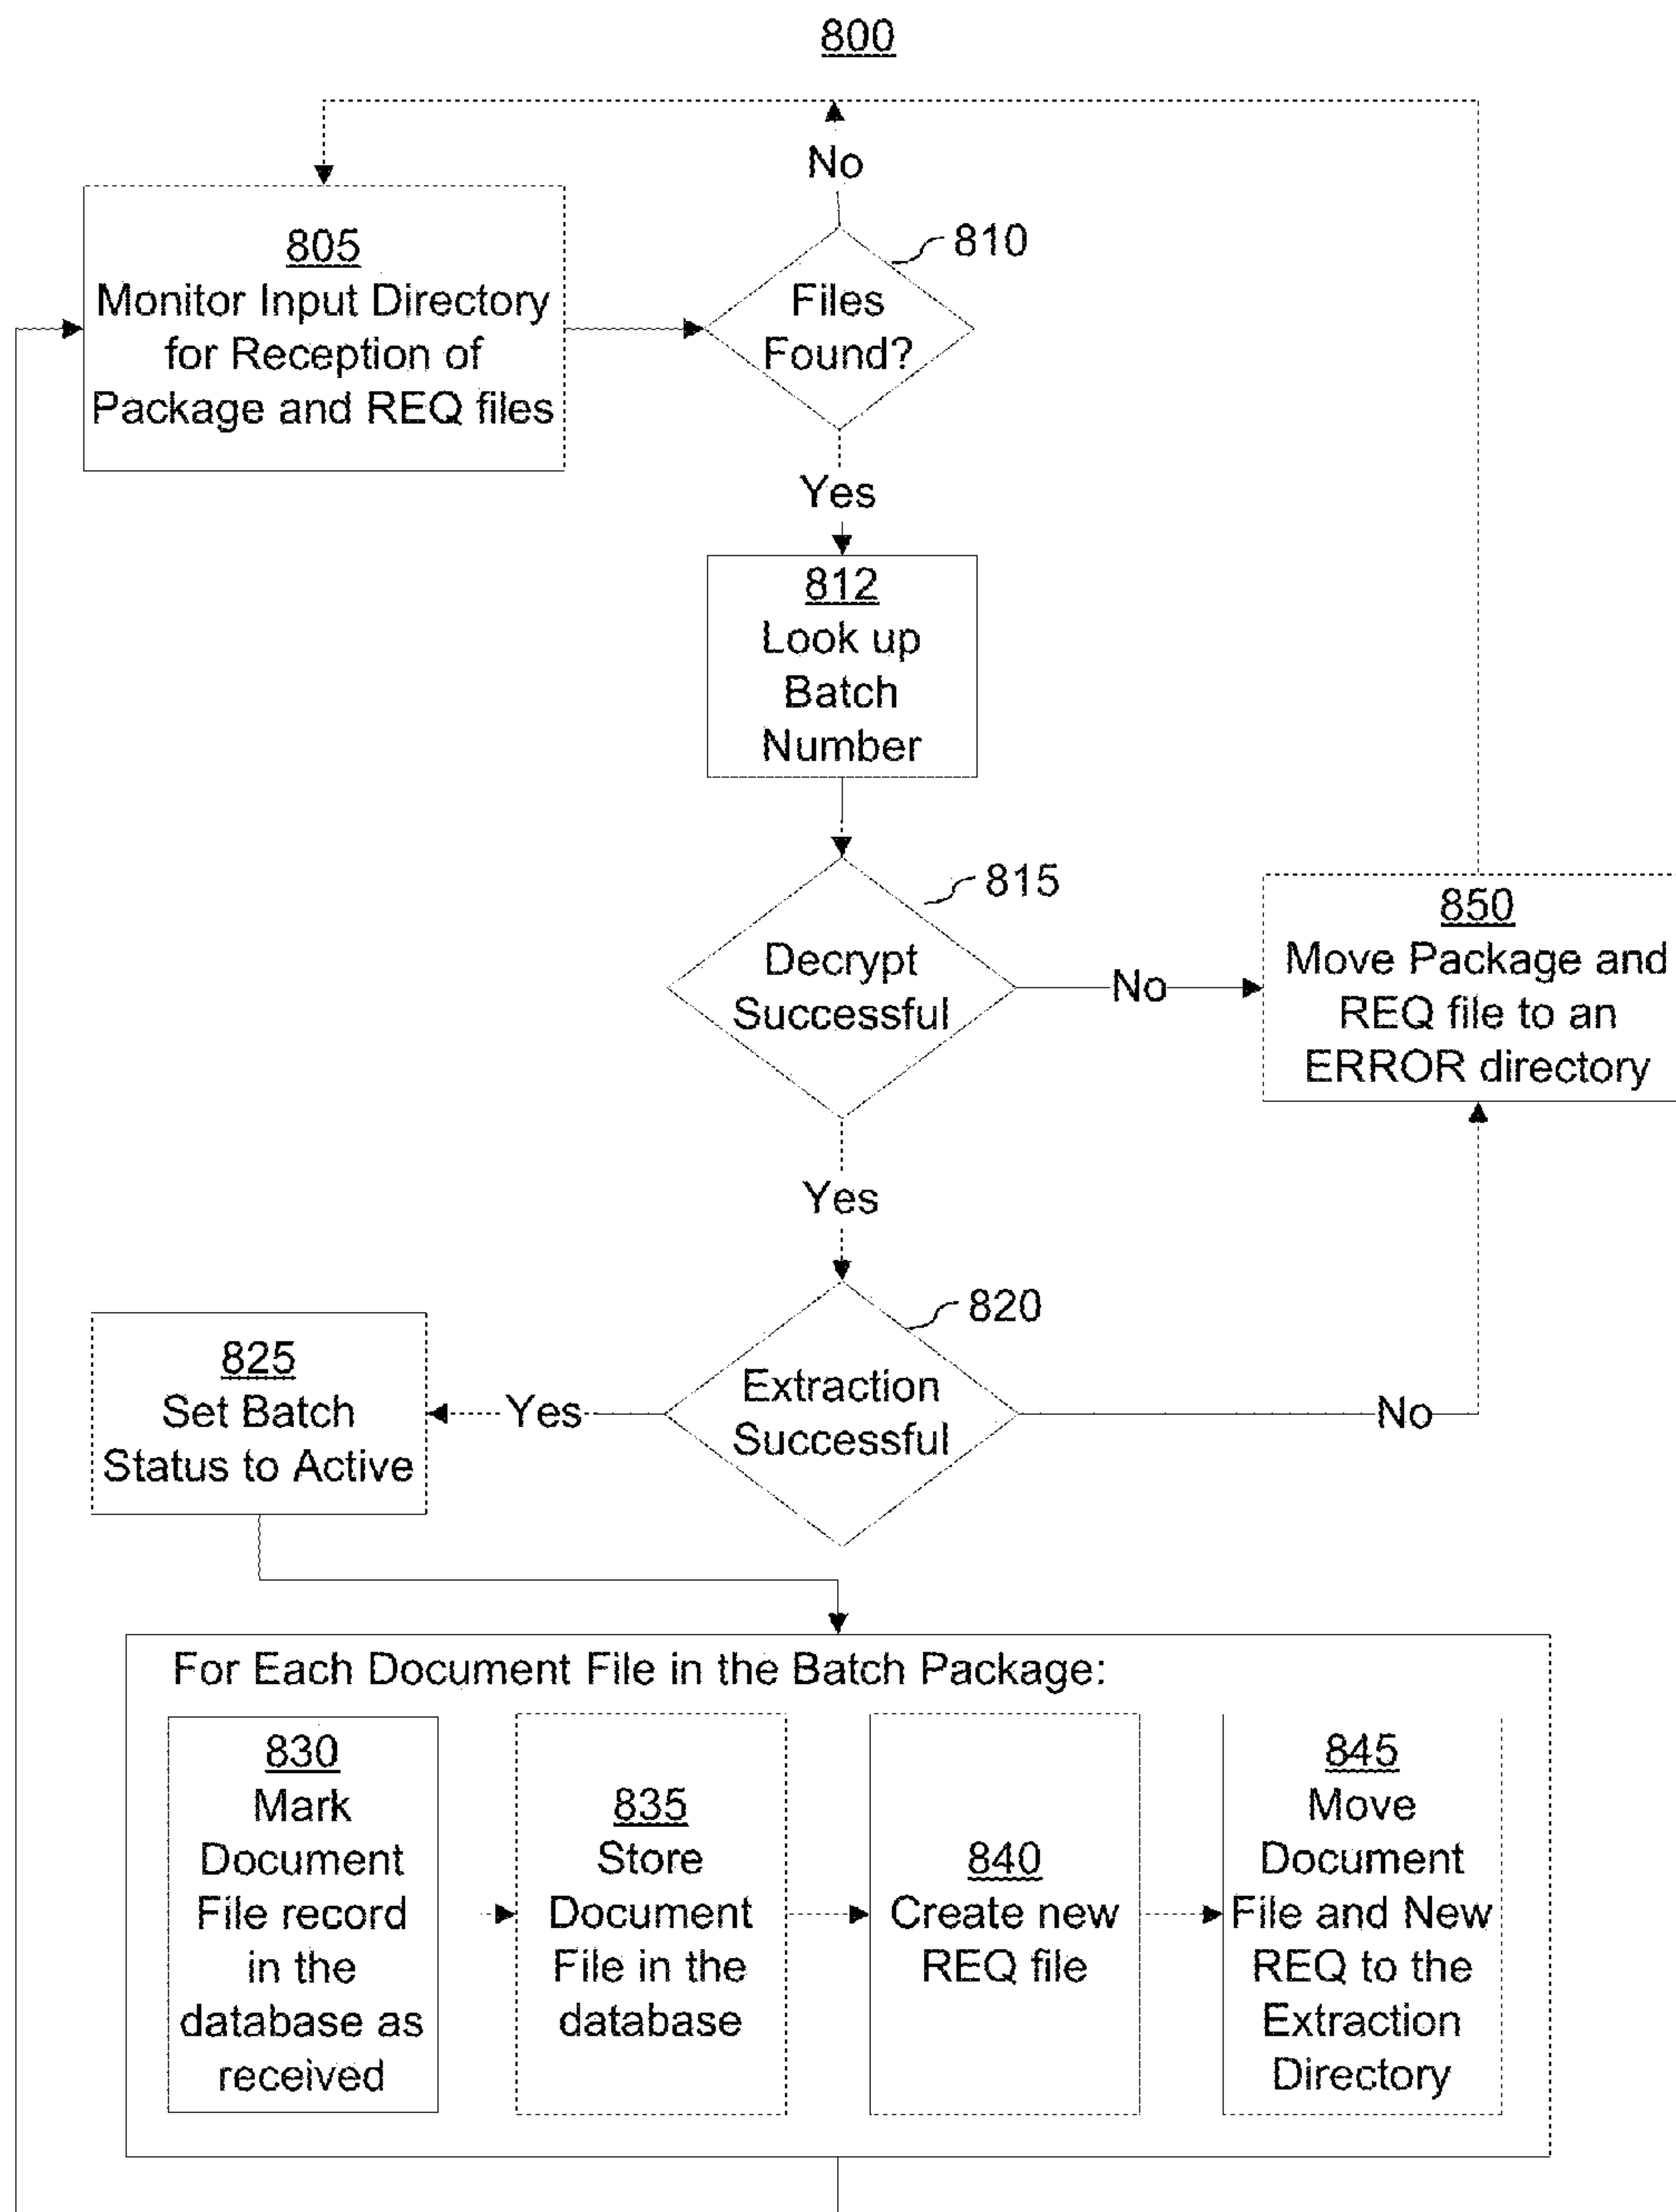 800
No
805
Monitor Input Directory
for Reception of
Package and REQ files
810
Files
Found?
Yes
812
Look up
Batch
Number
815
Decrypt
Successful
No
850
Move Package and
REQ file to an
ERROR directory
Yes
820
Extraction
Successful
Yes
No
825
Set Batch
Status to Active
For Each Document File in the Batch Package:
830
Mark
Document
File record
in the
database as
received
835
Store
Document
File in the
database
840
Create new
REQ file
845
Move
Document
File and New
REQ to the
Extraction
Directory